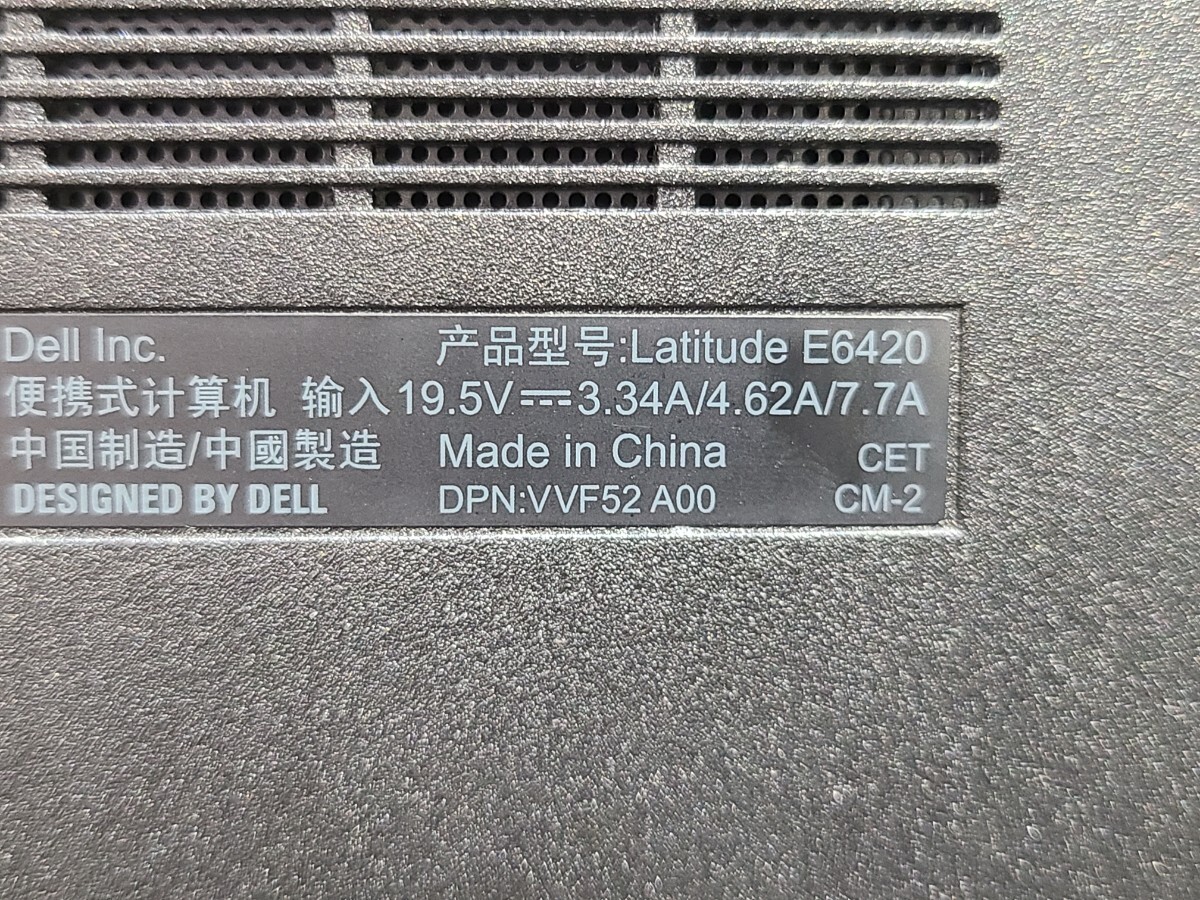 Dell Inc. 产品型号:Latitude E6420
便携式计算机 输入19.5V⎓3.34A/4.62A/7.7A
中国制造/中國製造 Made in China CET
DESIGNED BY DELL DPN:VVF52 A00 CM-2